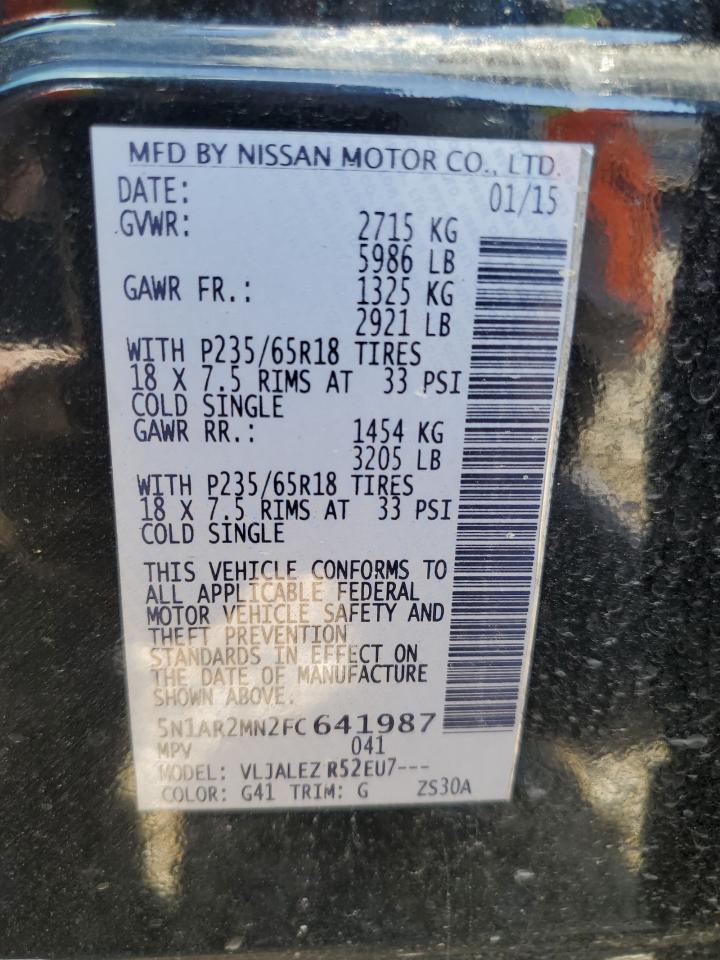 MFD BY NISSAN MOTOR CO., LTD.
DATE: 01/15
GVWR: 2715 KG
5986 LB
GAWR FR.: 1325 KG
2921 LB
WITH P235/65R18 TIRES
18 X 7.5 RIMS AT 33 PSI
COLD SINGLE
GAWR RR.: 1454 KG
3205 LB
WITH P235/65R18 TIRES
18 X 7.5 RIMS AT 33 PSI
COLD SINGLE
THIS VEHICLE CONFORMS TO
ALL APPLICABLE FEDERAL
MOTOR VEHICLE SAFETY AND
THEFT PREVENTION
STANDARDS IN EFFECT ON
THE DATE OF MANUFACTURE
SHOWN ABOVE.
5N1AR2MN2FC641987
MPV 041
MODEL: VLJALEZ R52EU7---
COLOR: G41 TRIM: G ZS30A